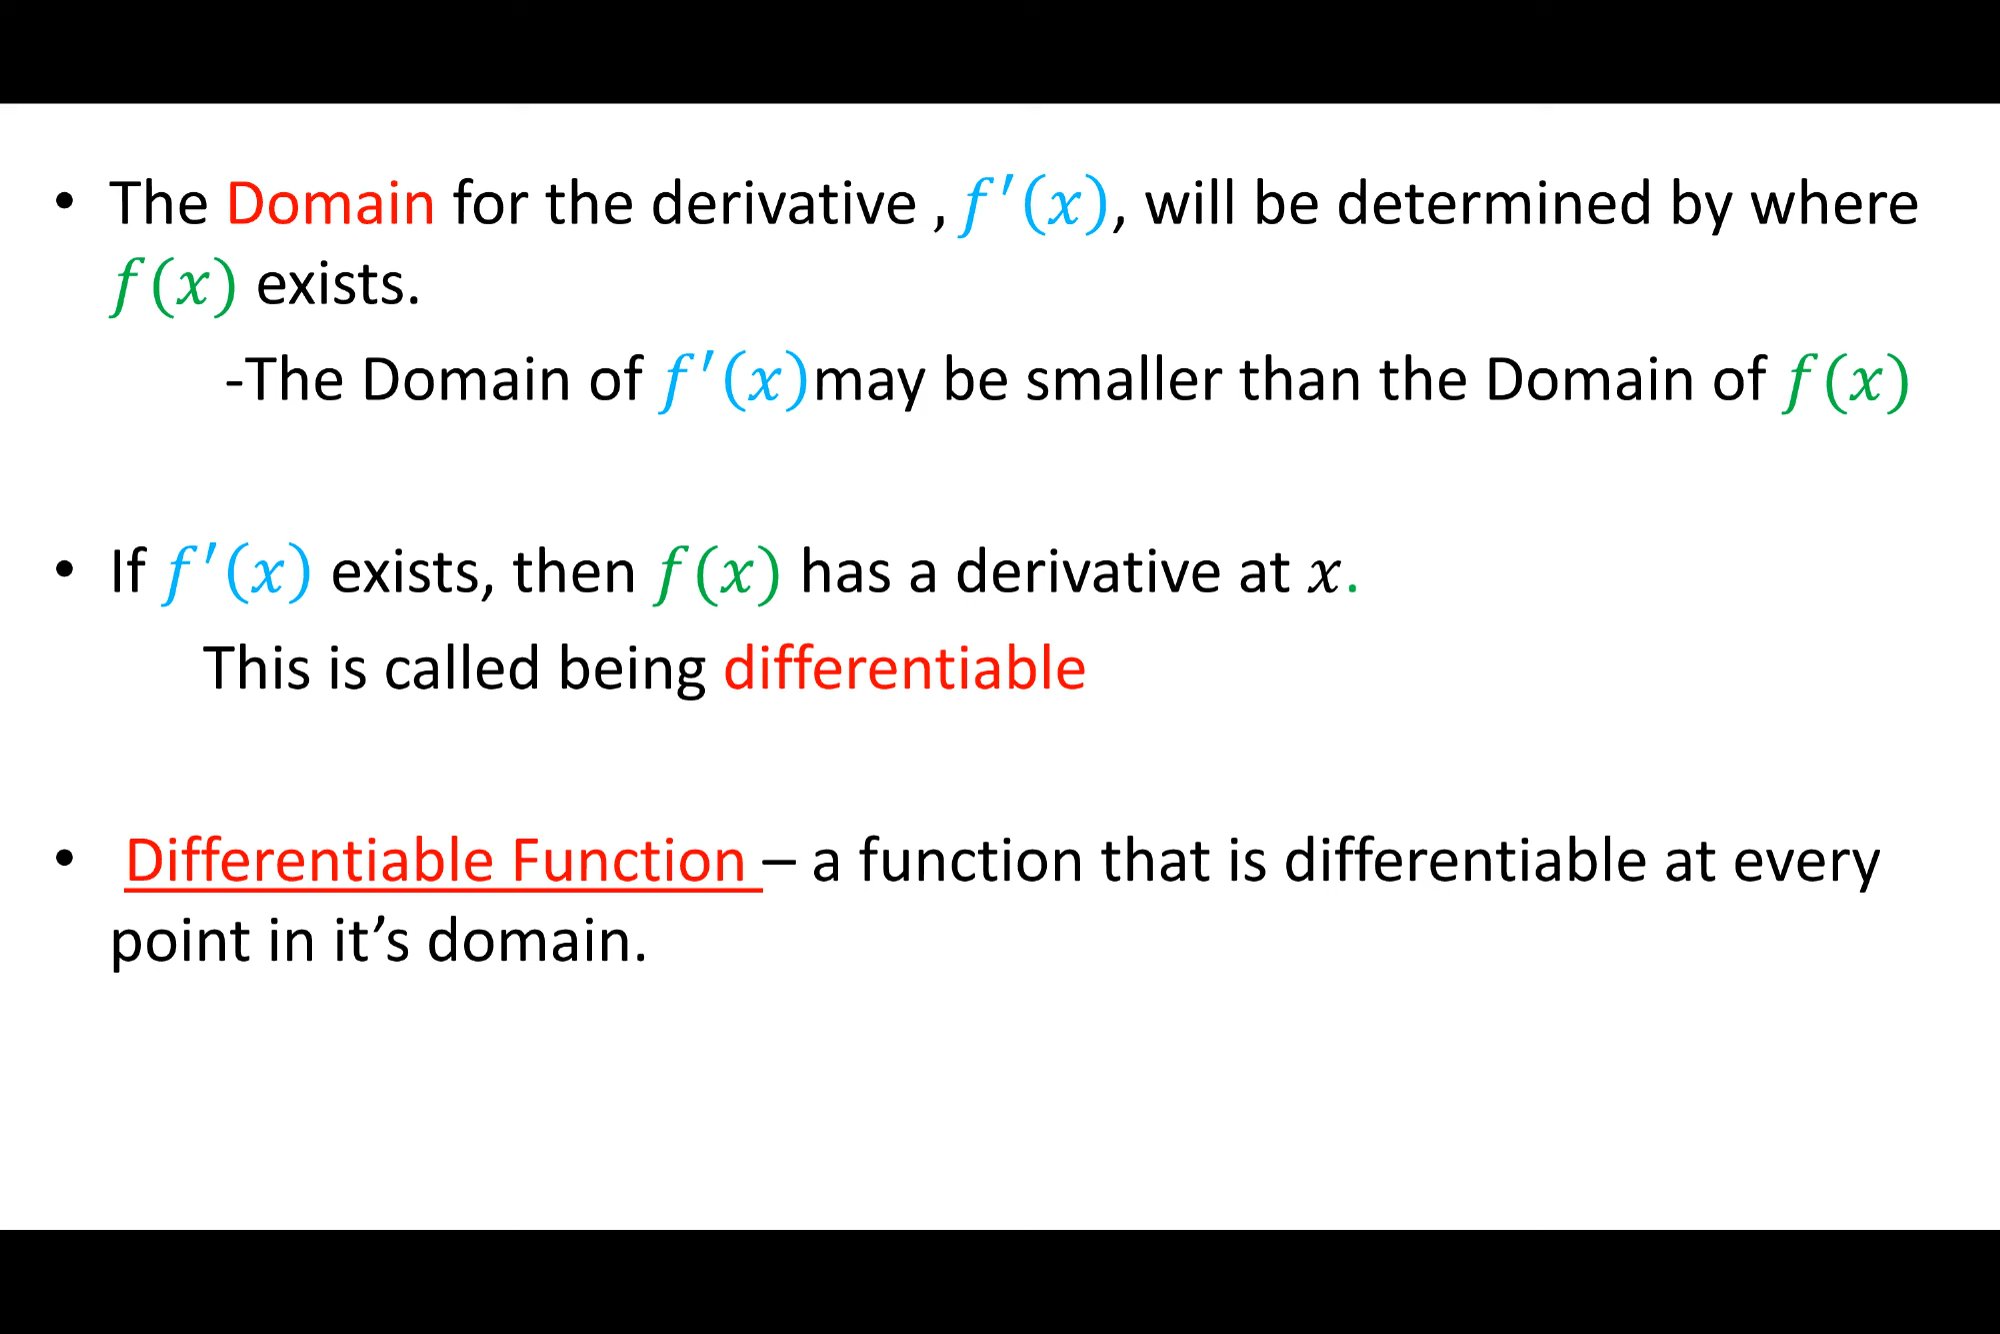 • The Domain for the derivative , f′(x), will be determined by where
f(x) exists.
-The Domain of f′(x)may be smaller than the Domain of f(x)
• If f′(x) exists, then f(x) has a derivative at x.
This is called being differentiable
• Differentiable Function – a function that is differentiable at every
point in it’s domain.